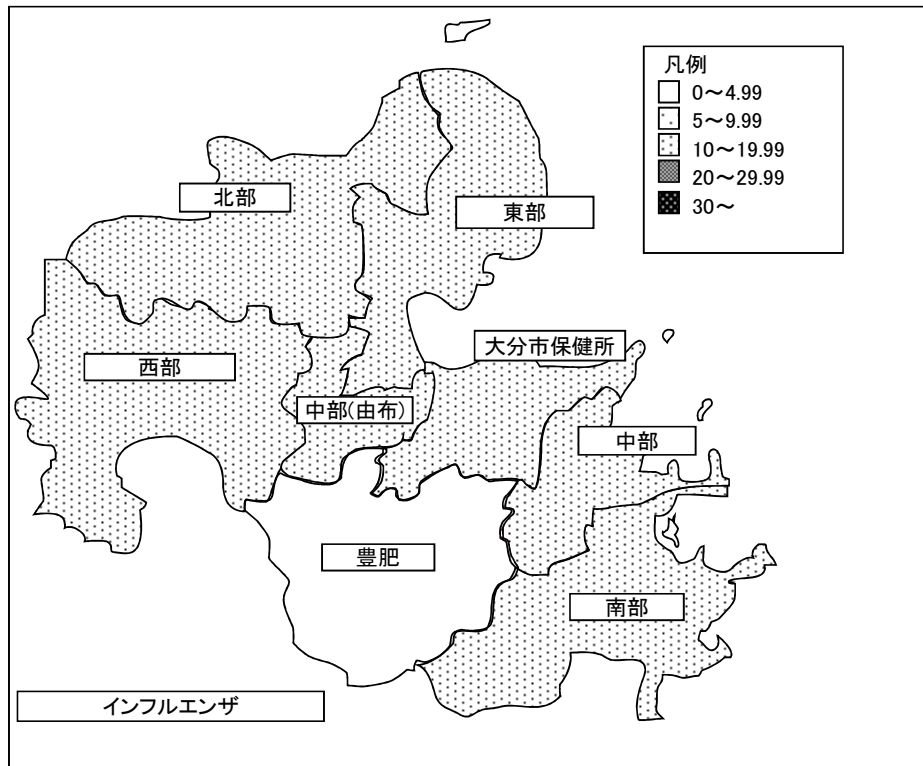 凡例
0～4.99
5～9.99
10～19.99
20～29.99
30～
北部
東部
大分市保健所
西部
中部(由布)
中部
豊肥
南部
インフルエンザ